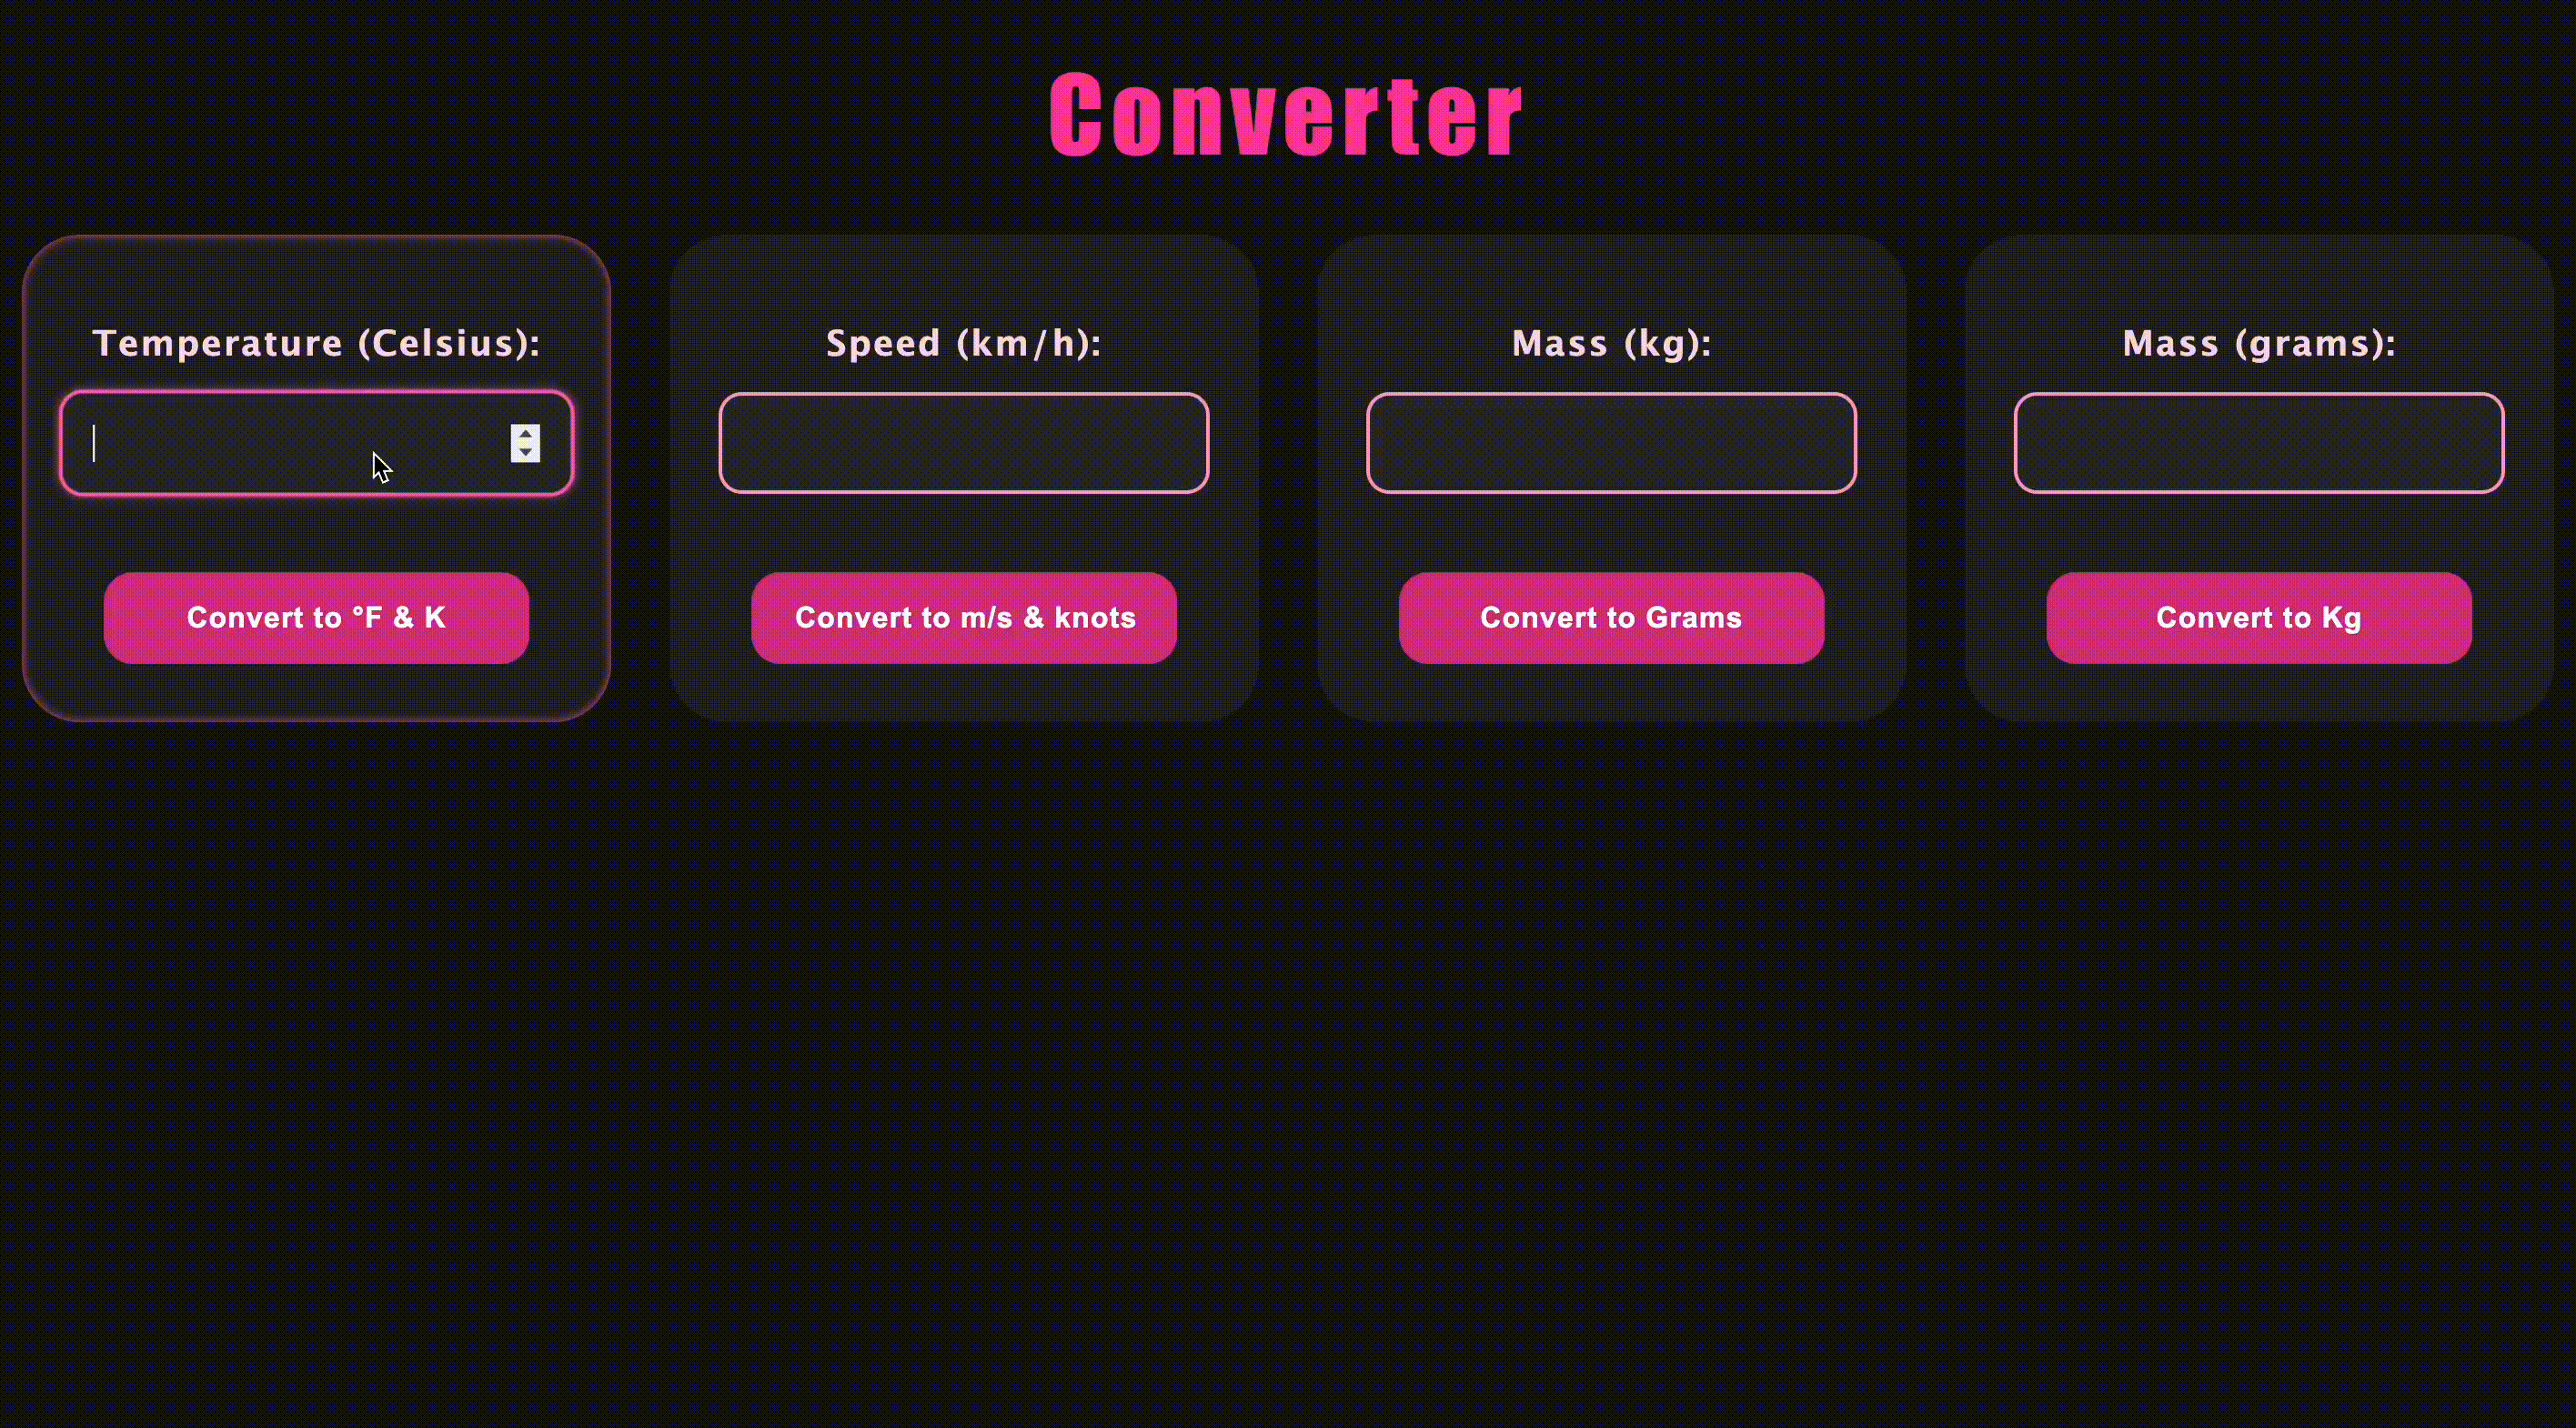 Converter
Temperature (Celsius):
Convert to °F & K
Speed (km/h):
Convert to m/s & knots
Mass (kg):
Convert to Grams
Mass (grams):
Convert to Kg